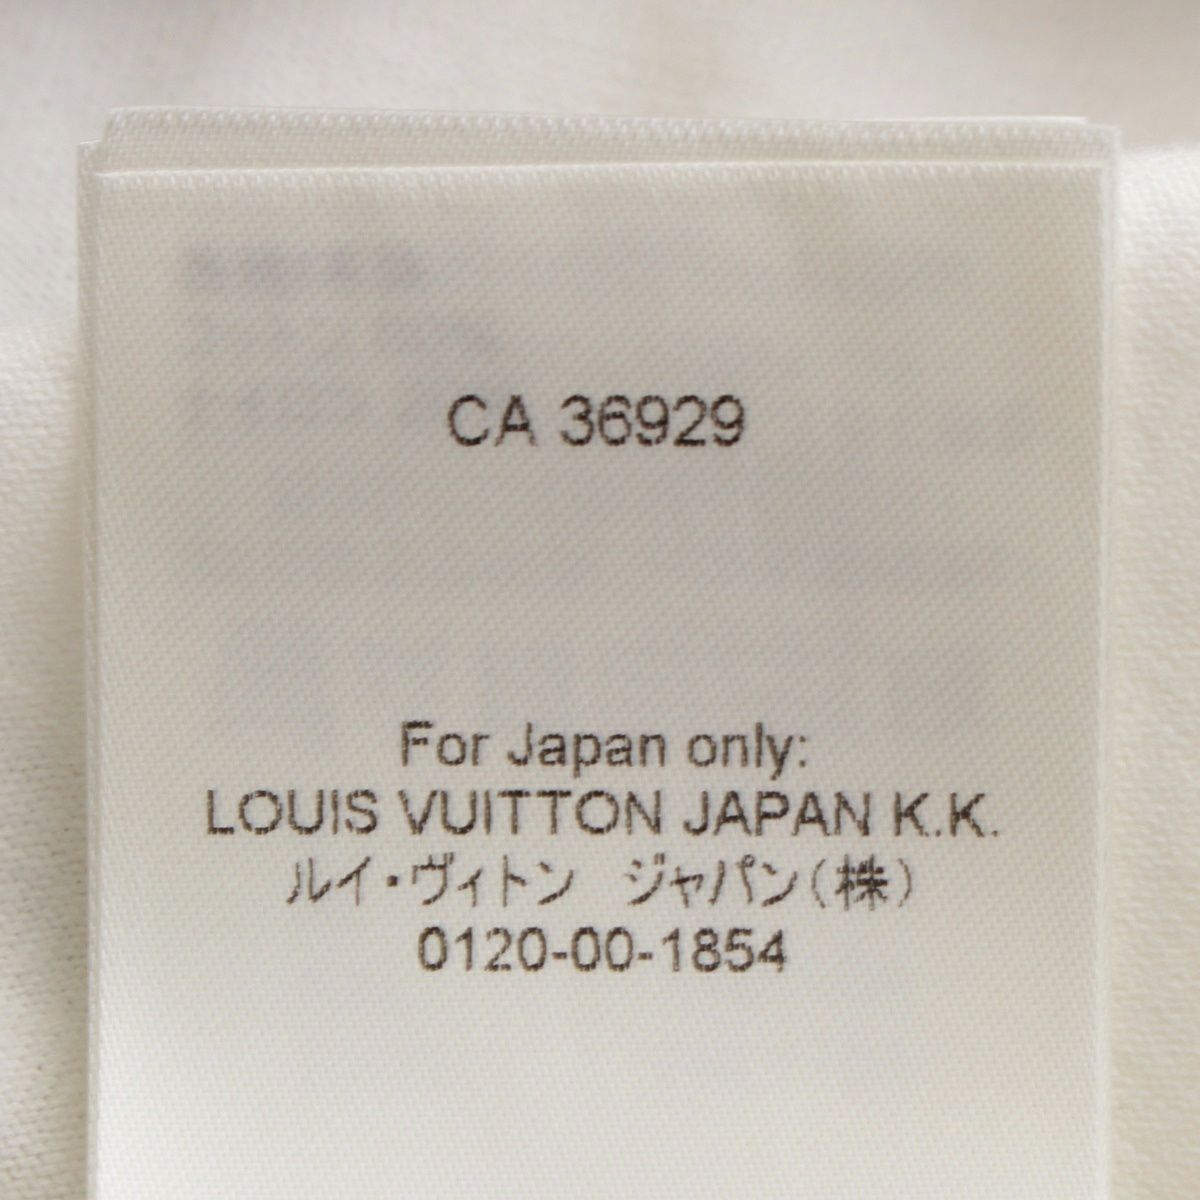 CA 36929
For Japan only:
LOUIS VUITTON JAPAN K.K.
ルイ・ヴィトン　ジャパン(株)
0120-00-1854